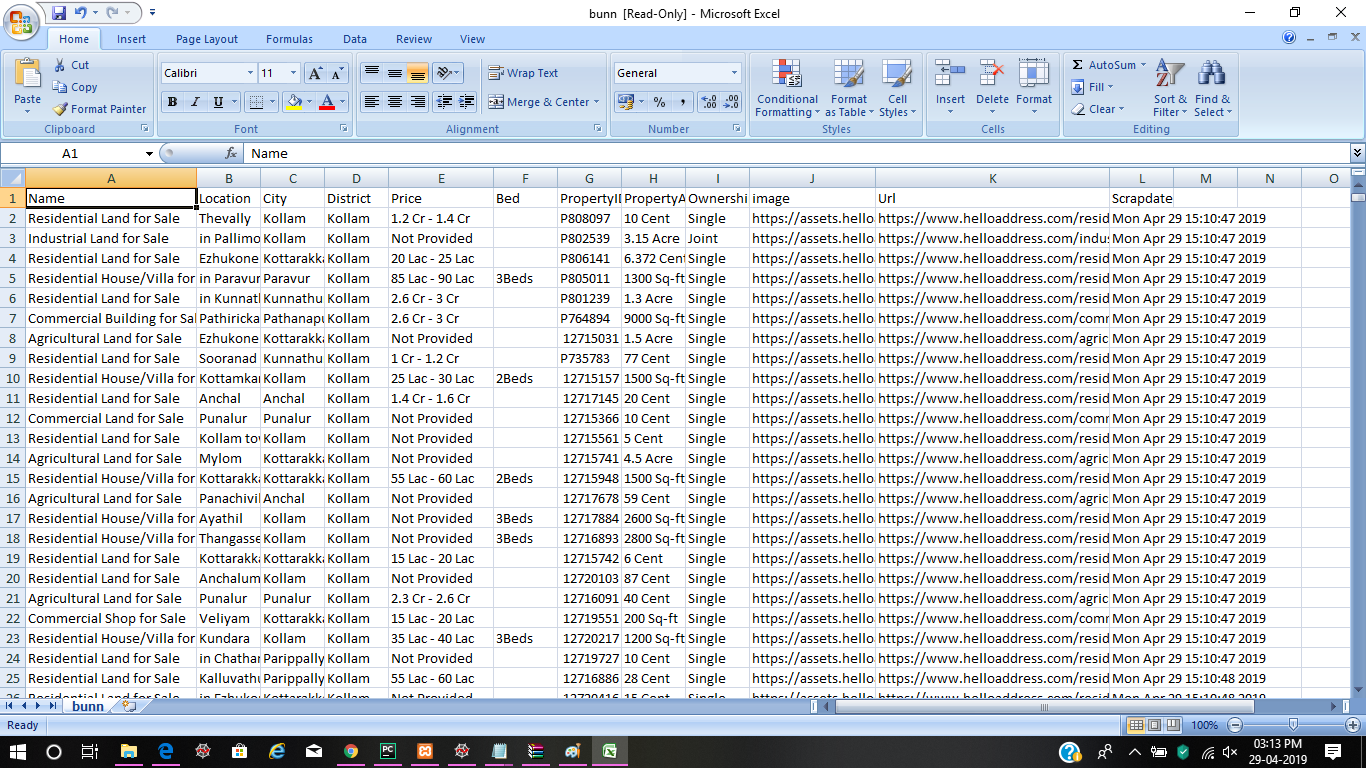 bunn [Read-Only] - Microsoft Excel
Home Insert Page Layout Formulas Data Review View
Paste Cut Copy Format Painter Clipboard
Calibri 11 B I U Font
Wrap Text Merge & Center Alignment
General % , Number
Conditional Formatting Format as Table Cell Styles Styles
Insert Delete Format Cells
AutoSum Fill Clear Sort & Filter Find & Select Editing
A1 fx Name
A B C D E F G H I J K L M N O
1 Name Location City District Price Bed PropertyI PropertyA Ownershi image Url Scrapdate
2 Residential Land for Sale Thevally Kollam Kollam 1.2 Cr - 1.4 Cr P808097 10 Cent Single https://assets.hello https://www.helloaddress.com/resid Mon Apr 29 15:10:47 2019
3 Industrial Land for Sale in Pallimo Kollam Kollam Not Provided P802539 3.15 Acre Joint https://assets.hello https://www.helloaddress.com/indus Mon Apr 29 15:10:47 2019
4 Residential Land for Sale Ezhukone Kottarakka Kollam 20 Lac - 25 Lac P806141 6.372 Cent Single https://assets.hello https://www.helloaddress.com/resid Mon Apr 29 15:10:47 2019
5 Residential House/Villa for in Paravur Paravur Kollam 85 Lac - 90 Lac 3Beds P805011 1300 Sq-ft Single https://assets.hello https://www.helloaddress.com/resid Mon Apr 29 15:10:47 2019
6 Residential Land for Sale in Kunnath Kunnathu Kollam 2.6 Cr - 3 Cr P801239 1.3 Acre Single https://assets.hello https://www.helloaddress.com/resid Mon Apr 29 15:10:47 2019
7 Commercial Building for Sal Pathiricka Pathanapu Kollam 2.6 Cr - 3 Cr P764894 9000 Sq-ft Single https://assets.hello https://www.helloaddress.com/comm Mon Apr 29 15:10:47 2019
8 Agricultural Land for Sale Ezhukone Kottarakka Kollam Not Provided 12715031 1.5 Acre Single https://assets.hello https://www.helloaddress.com/agric Mon Apr 29 15:10:47 2019
9 Residential Land for Sale Sooranad Kunnathu Kollam 1 Cr - 1.2 Cr P735783 77 Cent Single https://assets.hello https://www.helloaddress.com/resid Mon Apr 29 15:10:47 2019
10 Residential House/Villa for Kottamkar Kollam Kollam 25 Lac - 30 Lac 2Beds 12715157 1500 Sq-ft Single https://assets.hello https://www.helloaddress.com/resid Mon Apr 29 15:10:47 2019
11 Residential Land for Sale Anchal Anchal Kollam 1.4 Cr - 1.6 Cr 12717145 20 Cent Single https://assets.hello https://www.helloaddress.com/resid Mon Apr 29 15:10:47 2019
12 Commercial Land for Sale Punalur Punalur Kollam Not Provided 12715366 10 Cent Single https://assets.hello https://www.helloaddress.com/comm Mon Apr 29 15:10:47 2019
13 Residential Land for Sale Kollam tow Kollam Kollam Not Provided 12715561 5 Cent Single https://assets.hello https://www.helloaddress.com/resid Mon Apr 29 15:10:47 2019
14 Agricultural Land for Sale Mylom Kottarakka Kollam Not Provided 12715741 4.5 Acre Single https://assets.hello https://www.helloaddress.com/agric Mon Apr 29 15:10:47 2019
15 Residential House/Villa for Kottarakka Kottarakka Kollam 55 Lac - 60 Lac 2Beds 12715948 1500 Sq-ft Single https://assets.hello https://www.helloaddress.com/resid Mon Apr 29 15:10:47 2019
16 Agricultural Land for Sale Panachivil Anchal Kollam Not Provided 12717678 59 Cent Single https://assets.hello https://www.helloaddress.com/agric Mon Apr 29 15:10:47 2019
17 Residential House/Villa for Ayathil Kollam Kollam Not Provided 3Beds 12717884 2600 Sq-ft Single https://assets.hello https://www.helloaddress.com/resid Mon Apr 29 15:10:47 2019
18 Residential House/Villa for Thangasse Kollam Kollam Not Provided 3Beds 12716893 2800 Sq-ft Single https://assets.hello https://www.helloaddress.com/resid Mon Apr 29 15:10:47 2019
19 Residential Land for Sale Kottarakka Kottarakka Kollam 15 Lac - 20 Lac 12715742 6 Cent Single https://assets.hello https://www.helloaddress.com/resid Mon Apr 29 15:10:47 2019
20 Residential Land for Sale Anchalum Kollam Kollam Not Provided 12720103 87 Cent Single https://assets.hello https://www.helloaddress.com/resid Mon Apr 29 15:10:47 2019
21 Agricultural Land for Sale Punalur Punalur Kollam 2.3 Cr - 2.6 Cr 12716091 40 Cent Single https://assets.hello https://www.helloaddress.com/agric Mon Apr 29 15:10:47 2019
22 Commercial Shop for Sale Veliyam Kottarakka Kollam 15 Lac - 20 Lac 12719551 200 Sq-ft Single https://assets.hello https://www.helloaddress.com/comm Mon Apr 29 15:10:47 2019
23 Residential House/Villa for Kundara Kollam Kollam 35 Lac - 40 Lac 3Beds 12720217 1200 Sq-ft Single https://assets.hello https://www.helloaddress.com/resid Mon Apr 29 15:10:47 2019
24 Residential Land for Sale in Chathan Parippally Kollam Not Provided 12719727 10 Cent Single https://assets.hello https://www.helloaddress.com/resid Mon Apr 29 15:10:47 2019
25 Residential Land for Sale Kalluvathu Parippally Kollam 55 Lac - 60 Lac 12716886 28 Cent Single https://assets.hello https://www.helloaddress.com/resid Mon Apr 29 15:10:48 2019
bunn
Ready 100%
03:13 PM
29-04-2019